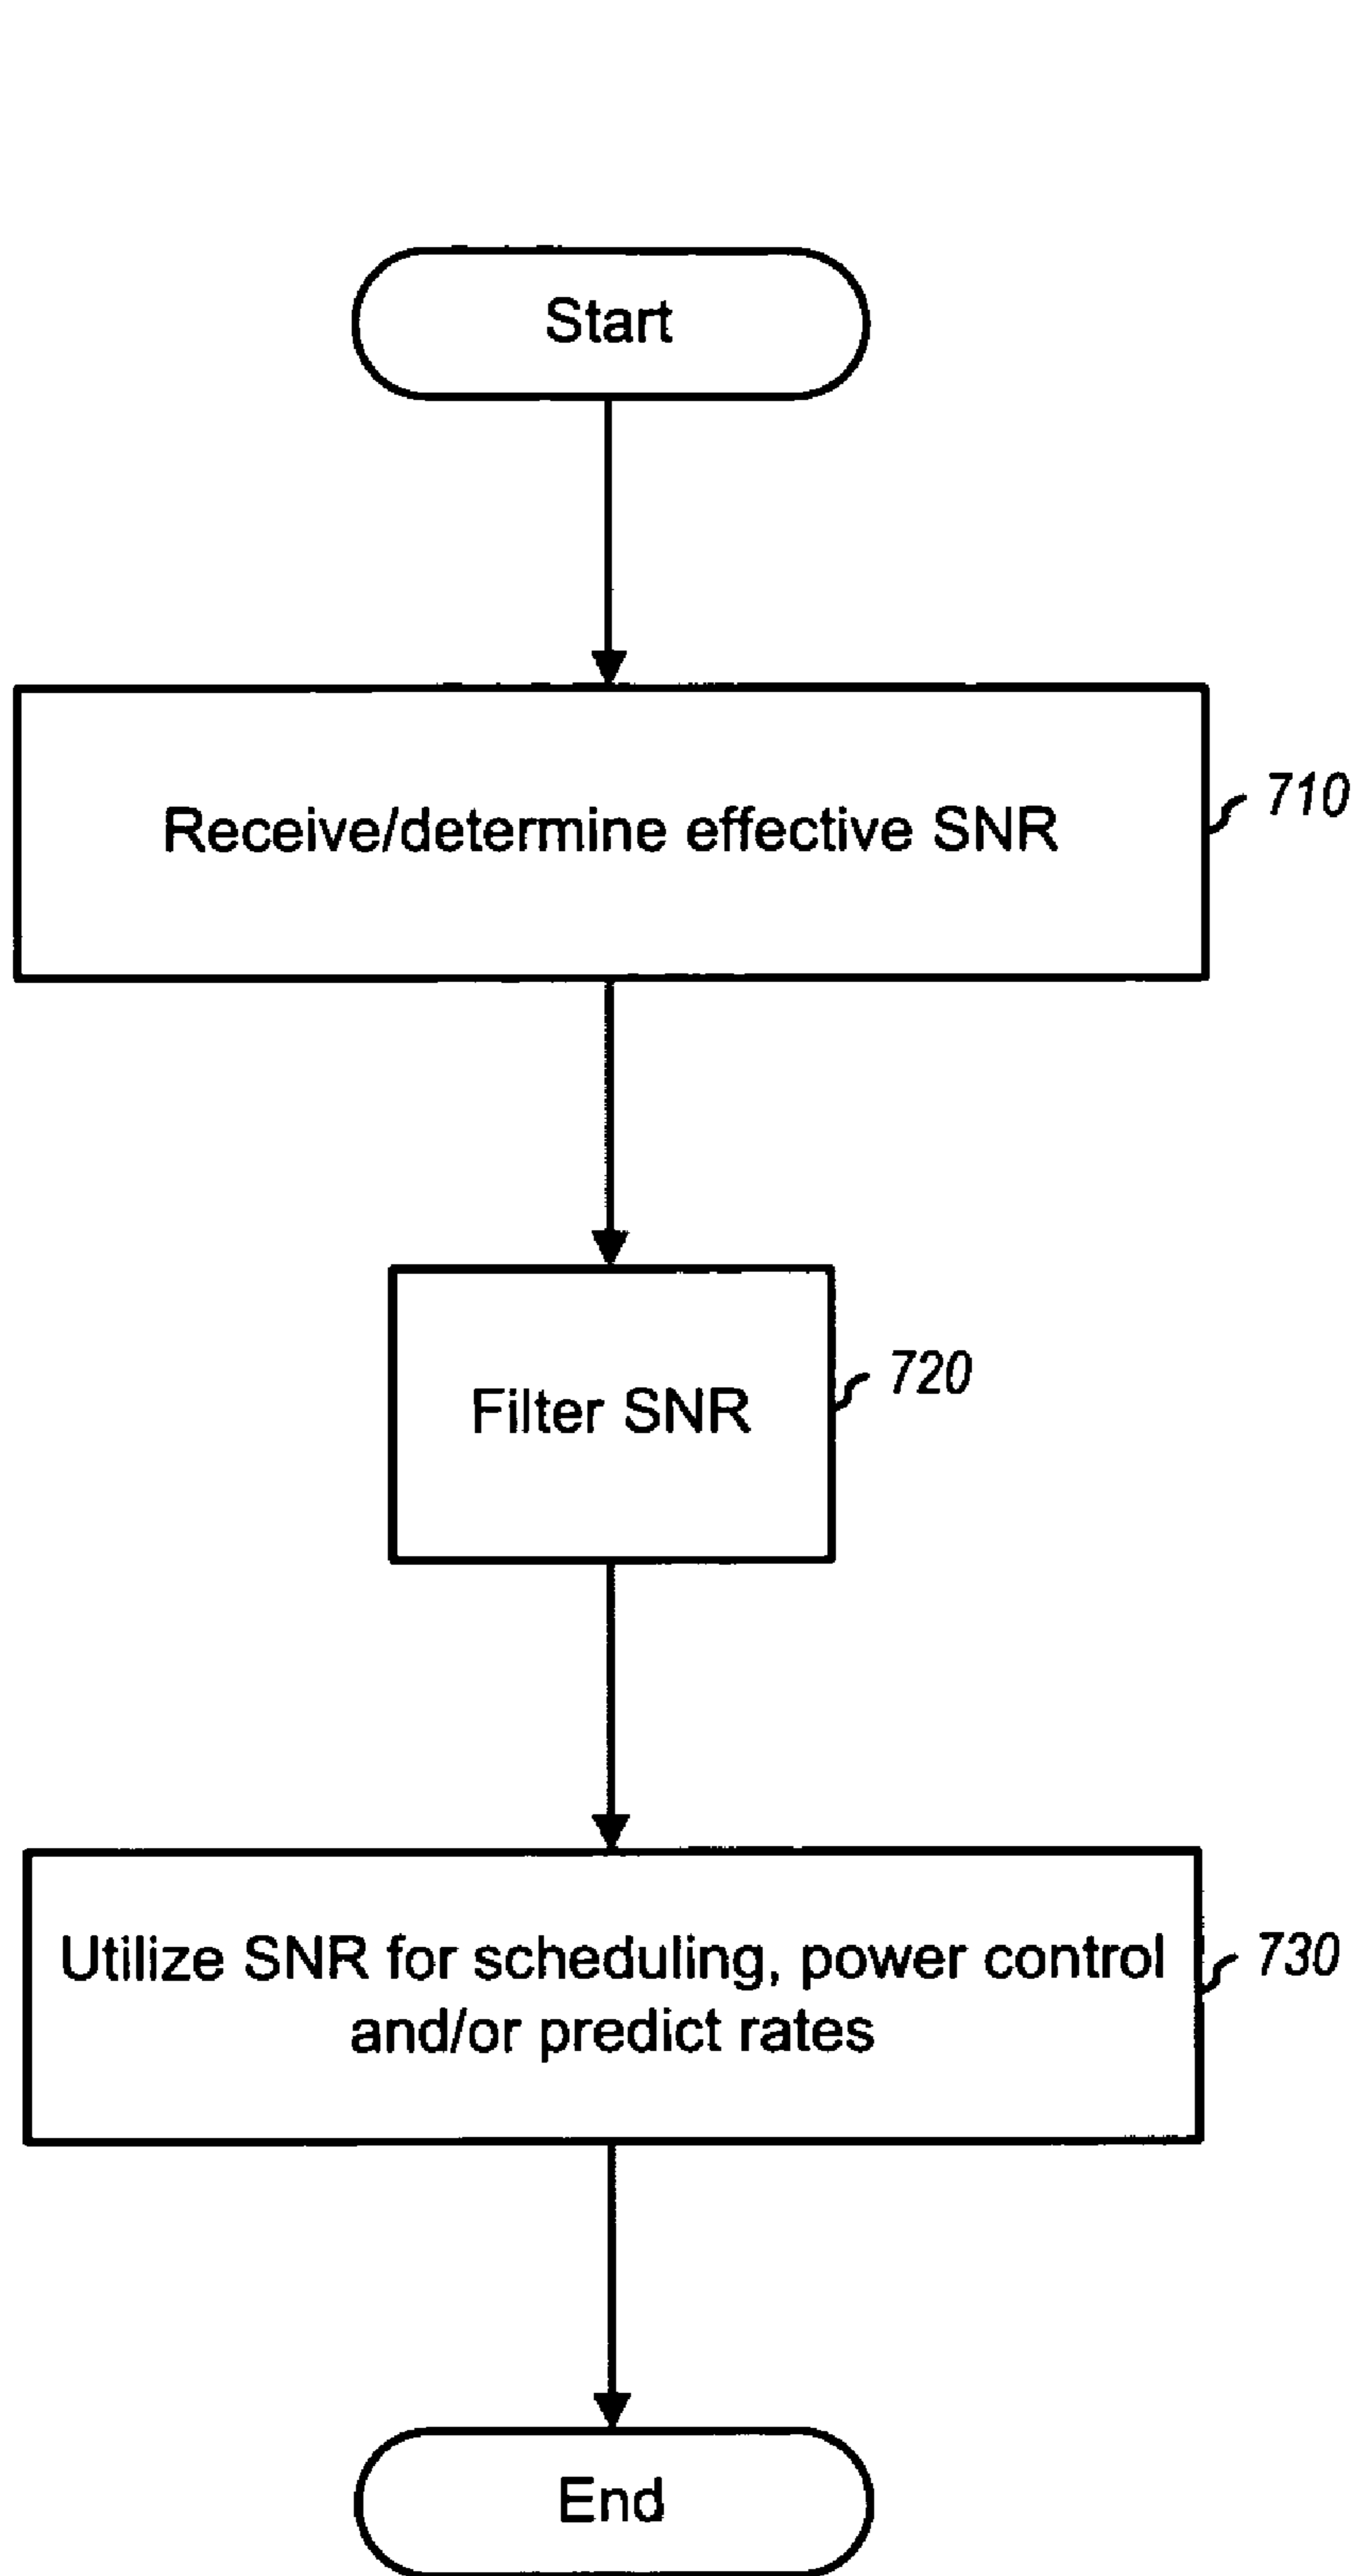 Start
Receive/determine effective SNR
710
Filter SNR
720
Utilize SNR for scheduling, power control
and/or predict rates
730
End